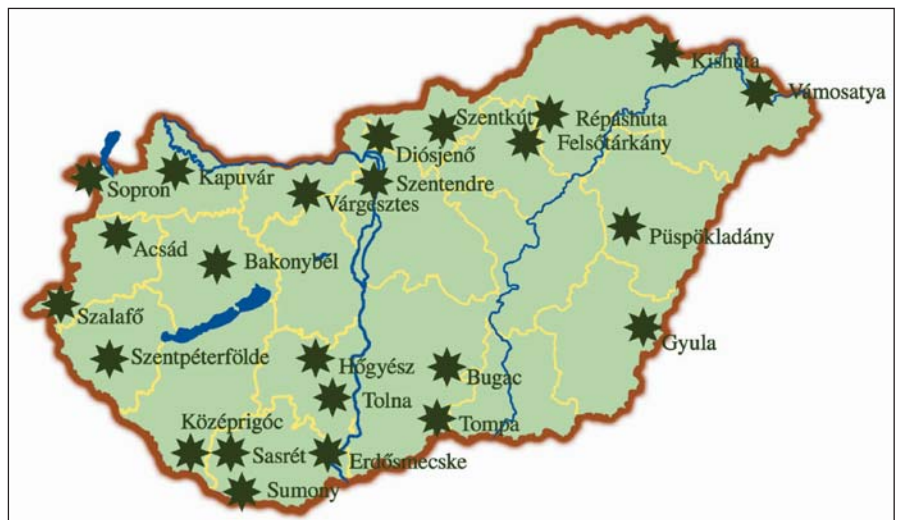 Kishuta
Vámosatya
Szentkút
Répáshuta
Diósjenő
Felsőtárkány
Sopron
Kapuvár
Szentendre
Várgesztes
Acsád
Bakonybél
Püspökladány
Szalafő
Szentpéterfölde
Hőgyész
Bugac
Gyula
Tolna
Középrigóc
Tompa
Sasrét
Erdősmecske
Sumony